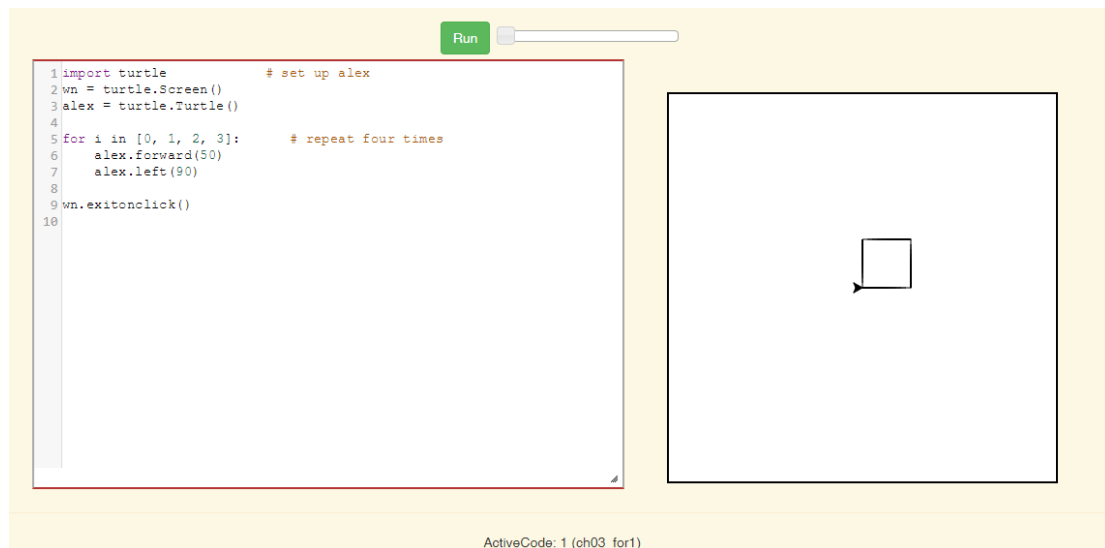 Run
1 import turtle # set up alex
2 wn = turtle.Screen()
3 alex = turtle.Turtle()
4
5 for i in [0, 1, 2, 3]: # repeat four times
6 alex.forward(50)
7 alex.left(90)
8
9 wn.exitonclick()
10
ActiveCode: 1 (ch03_for1)